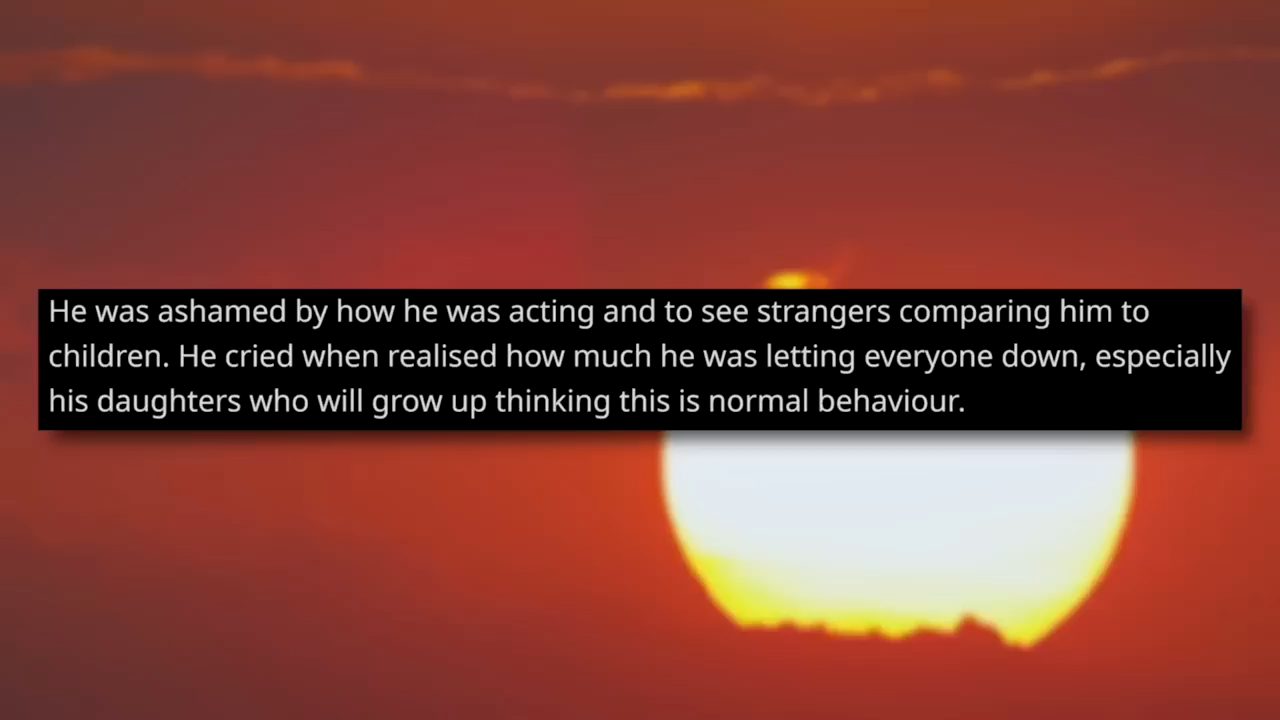 He was ashamed by how he was acting and to see strangers comparing him to
children. He cried when realised how much he was letting everyone down, especially
his daughters who will grow up thinking this is normal behaviour.